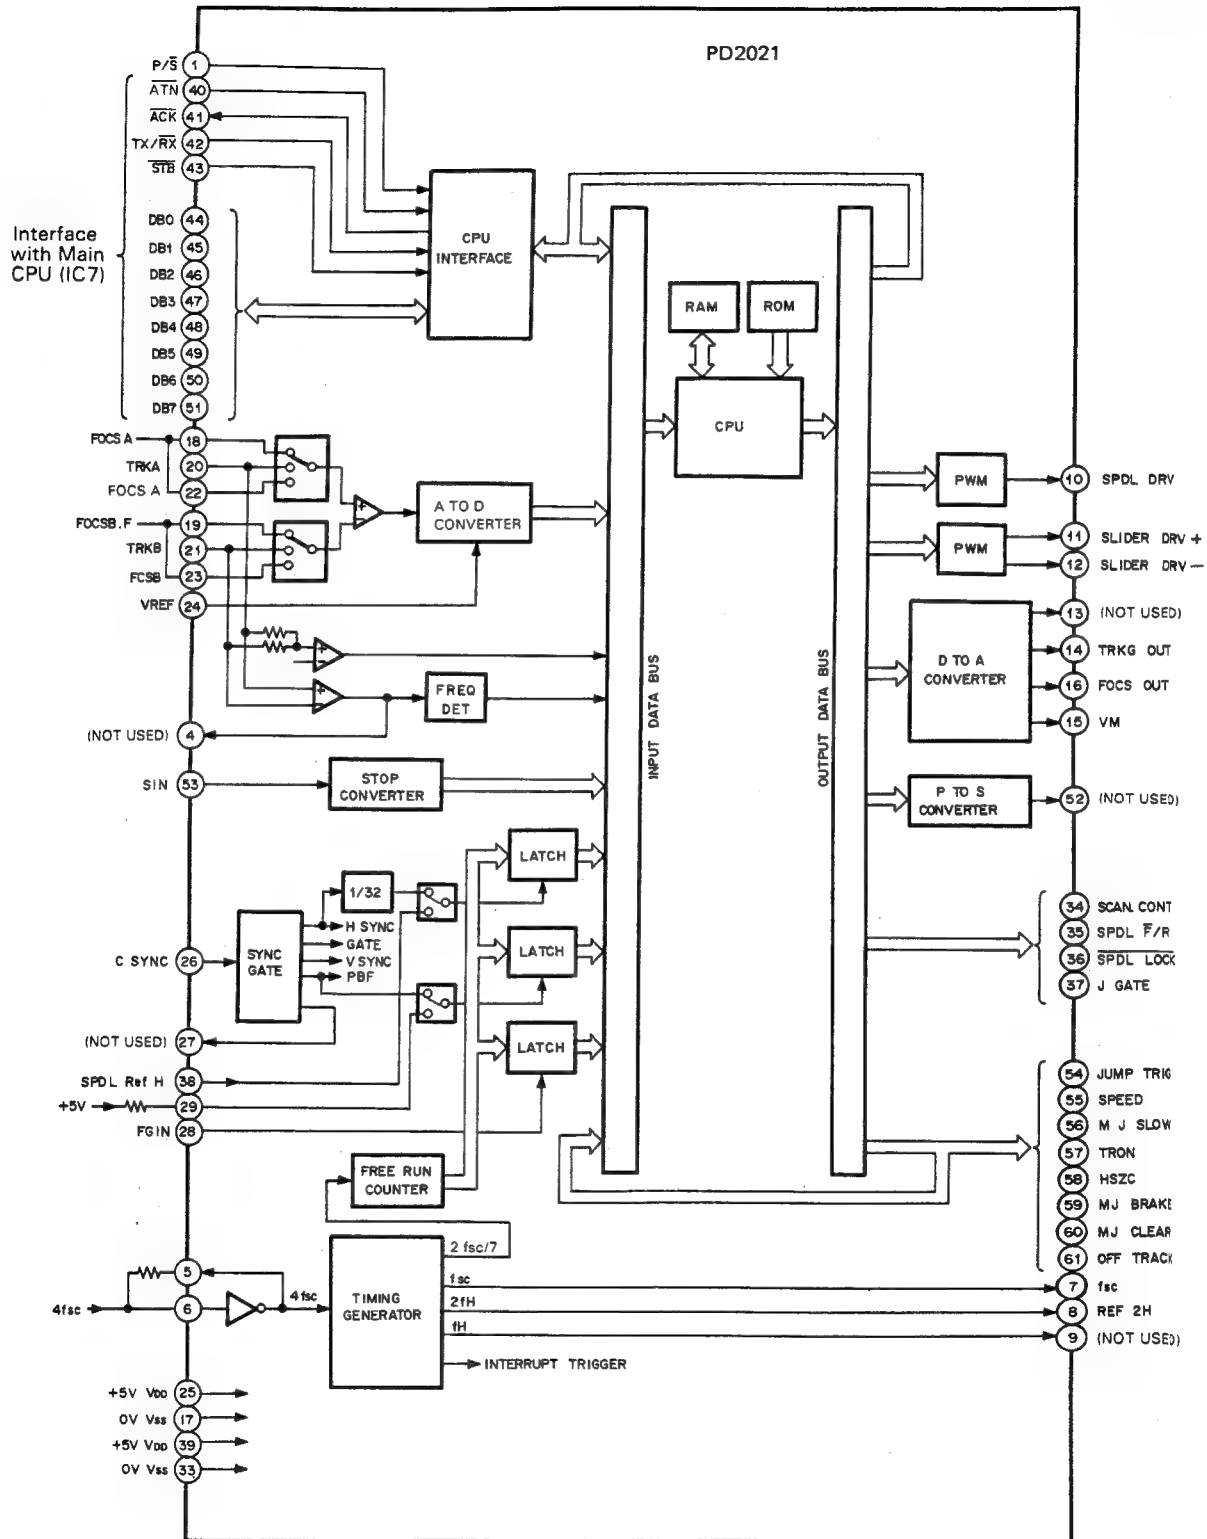 PD2021
P/S̅
1
A̅T̅N̅
40
A̅C̅K̅
41
TX/R̅X̅
42
S̅T̅B̅
43
Interface
with Main
CPU (IC7)
DB0
44
DB1
45
DB2
46
DB3
47
DB4
48
DB5
49
DB6
50
DB7
51
CPU
INTERFACE
RAM
ROM
CPU
INPUT DATA BUS
OUTPUT DATA BUS
FOCS A
18
TRKA
20
FOCS A
22
FOCSB.F
19
TRKB
21
FCSB
23
VREF
24
+
−
A TO D
CONVERTER
+
−
+
−
FREQ
DET
(NOT USED)
4
SIN
53
STOP
CONVERTER
PWM
10
SPDL DRV
PWM
11
SLIDER DRV +
12
SLIDER DRV −
D TO A
CONVERTER
13
(NOT USED)
14
TRKG OUT
16
FOCS OUT
15
VM
P TO S
CONVERTER
52
(NOT USED)
LATCH
LATCH
LATCH
1/32
H SYNC
GATE
V SYNC
PBF
SYNC
GATE
C SYNC
26
(NOT USED)
27
SPDL Ref H
38
+5V
29
FGIN
28
34
SCAN. CONT
35
SPDL F̅/R
36
S̅P̅D̅L̅ L̅O̅C̅K̅
37
J GATE
FREE RUN
COUNTER
54
JUMP TRIG
55
SPEED
56
M J SLOW
57
TRON
58
HSZC
59
MJ BRAKE
60
MJ CLEAR
61
OFF TRACK
5
4fsc
6
4fsc
TIMING
GENERATOR
2 fsc/7
fsc
7
fsc
2fH
8
REF 2H
fH
9
(NOT USED)
INTERRUPT TRIGGER
+5V VDD
25
0V VSS
17
+5V VDD
39
0V VSS
33